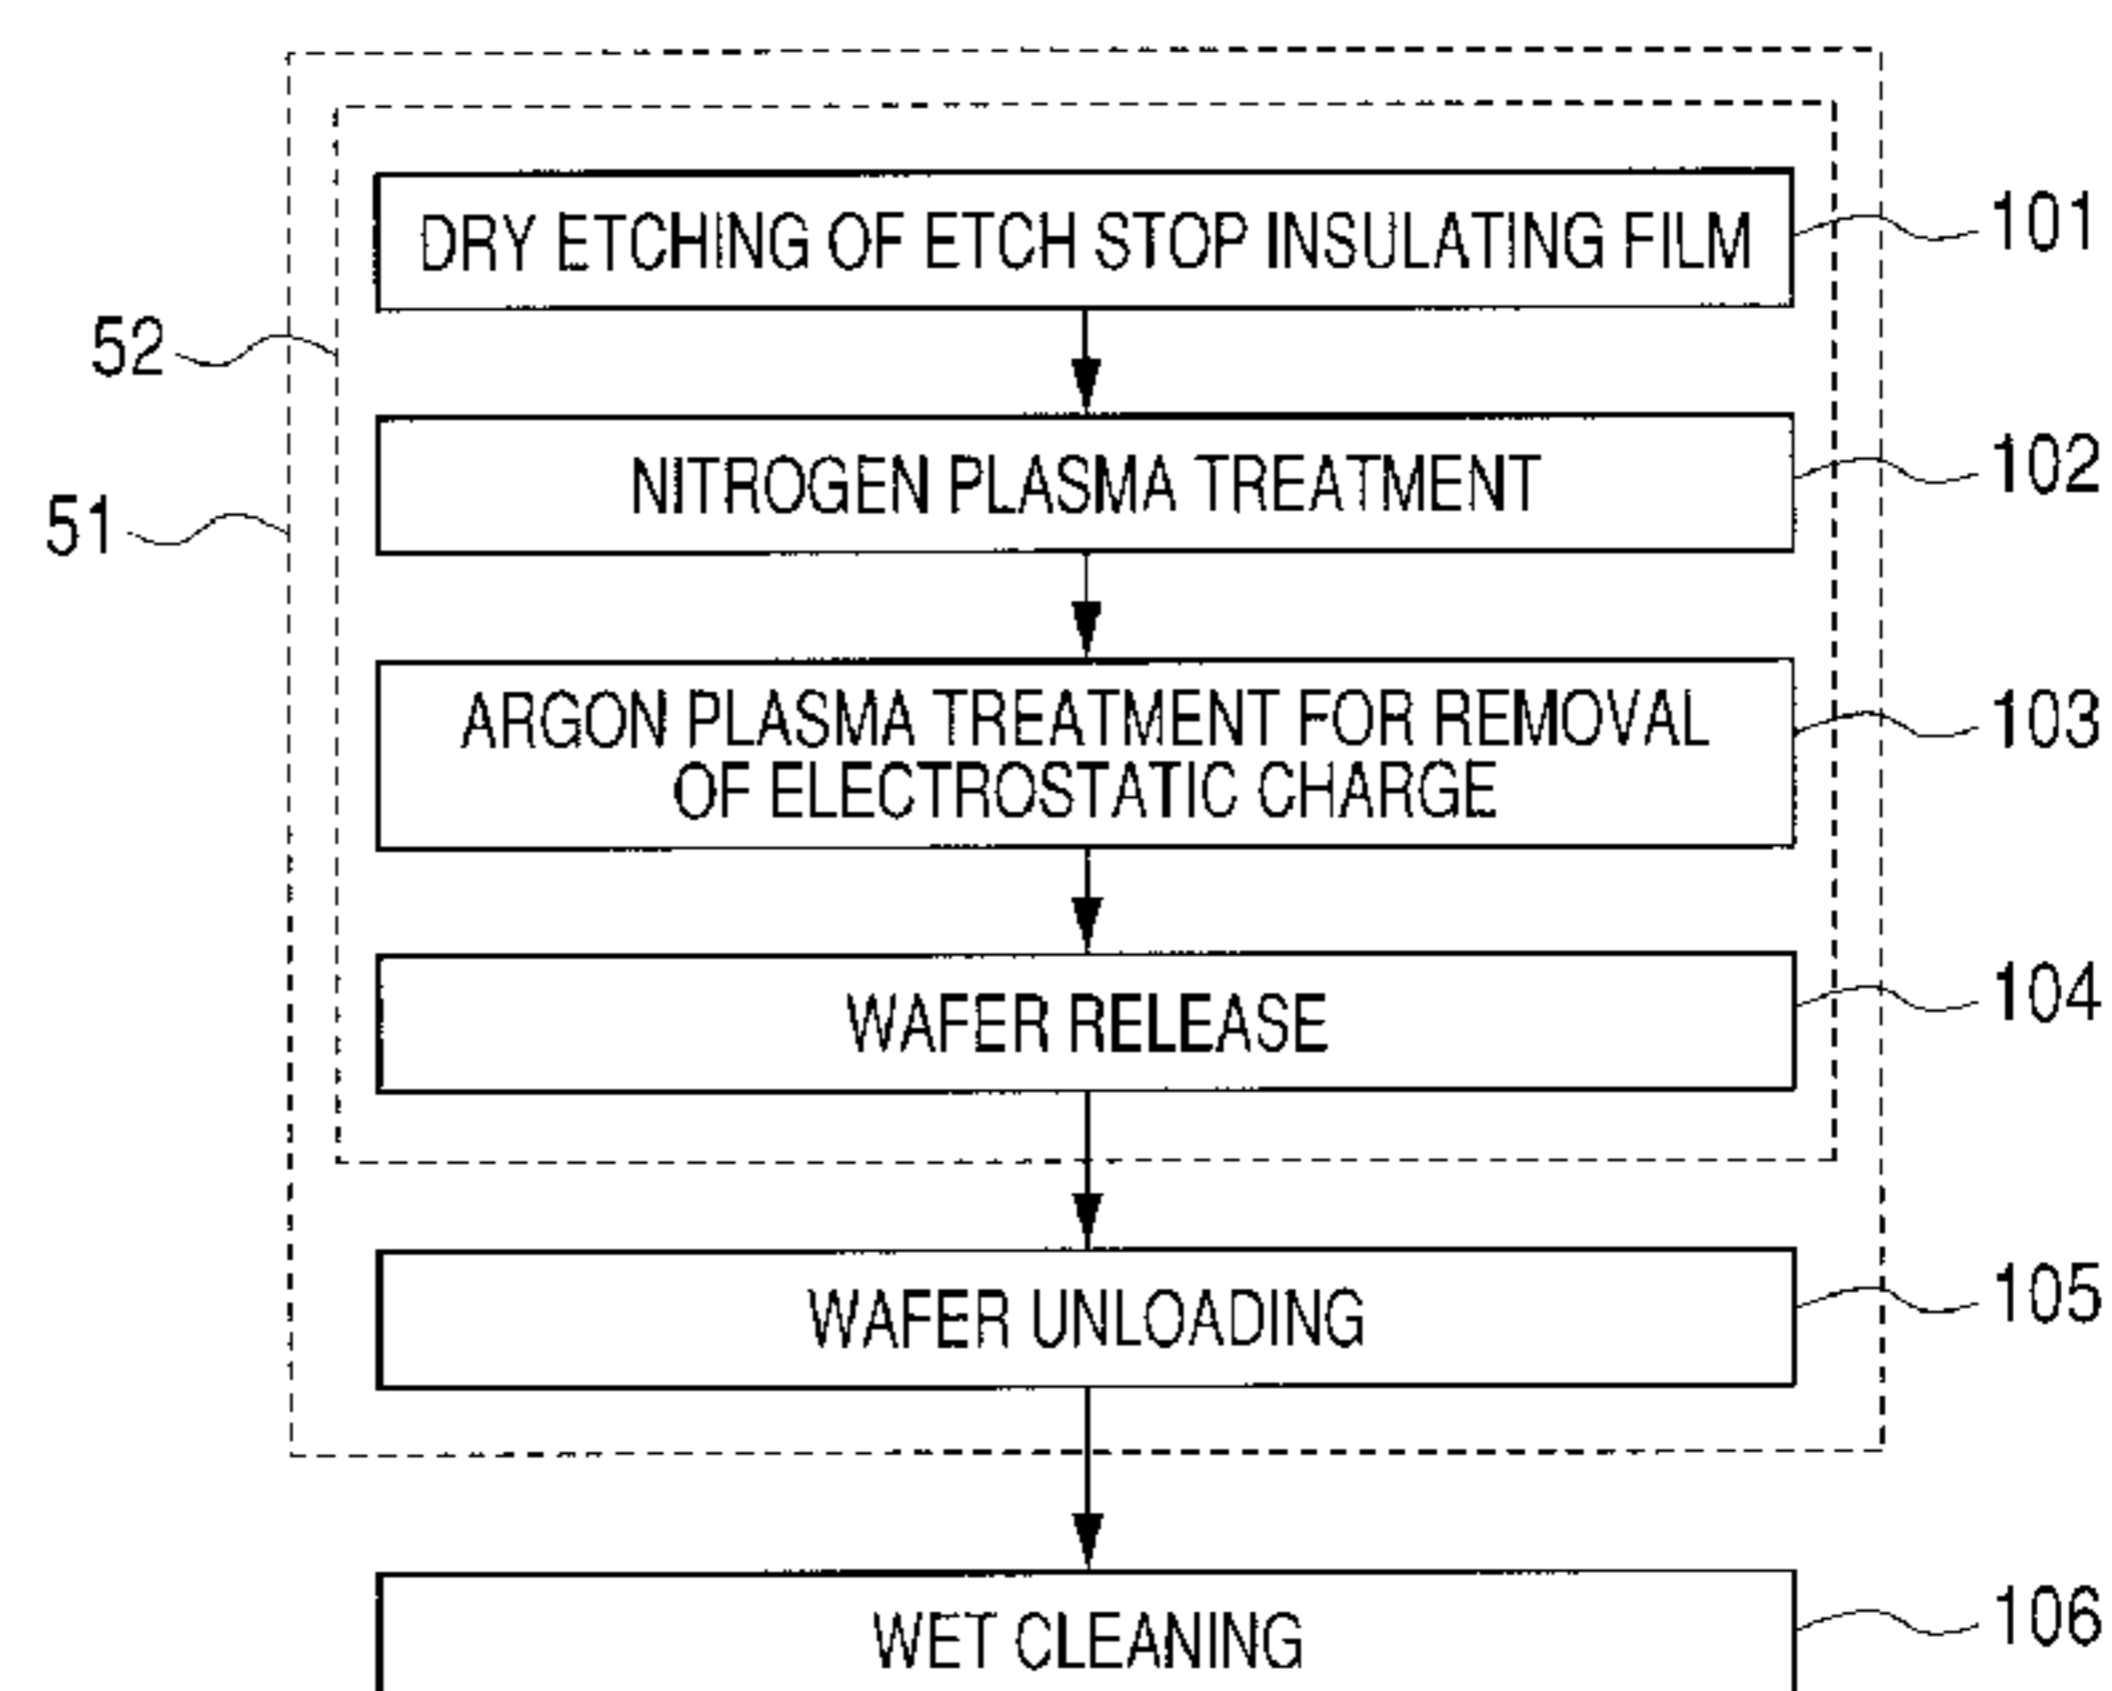 DRY ETCHING OF ETCH STOP INSULATING FILM
101
52
NITROGEN PLASMA TREATMENT
102
51
ARGON PLASMA TREATMENT FOR REMOVAL
OF ELECTROSTATIC CHARGE
103
WAFER RELEASE
104
WAFER UNLOADING
105
WET CLEANING
106